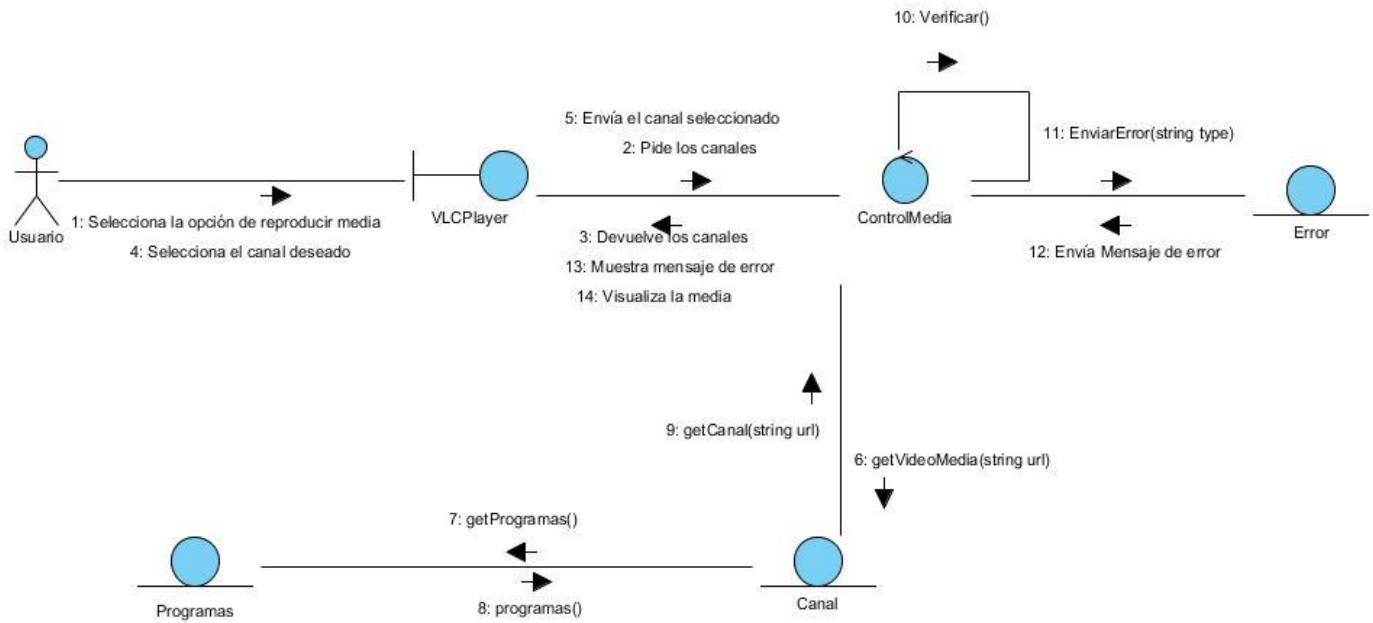 10: Verificar()
5: Envía el canal seleccionado
2: Pide los canales
11: EnviarError(string type)
Usuario
1: Selecciona la opción de reproducir media
4: Selecciona el canal deseado
VLCPlayer
3: Devuelve los canales
13: Muestra mensaje de error
14: Visualiza la media
ControlMedia
12: Envía Mensaje de error
Error
9: getCanal(string url)
6: getVideoMedia(string url)
7: getProgramas()
8: programas()
Programas
Canal